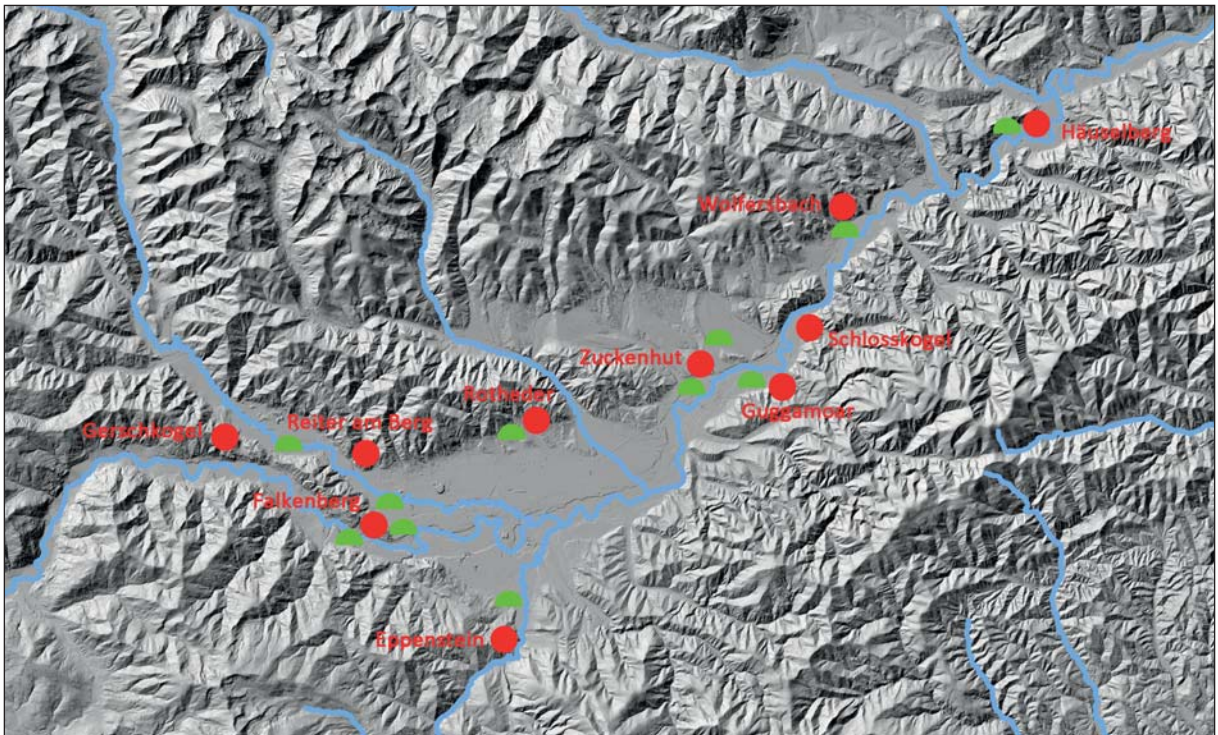 Häuselberg
Wolfersbach
Schlosskogel
Zuckenhut
Guggamoar
Rotheder
Reiter am Berg
Gerschkogel
Falkenberg
Eppenstein